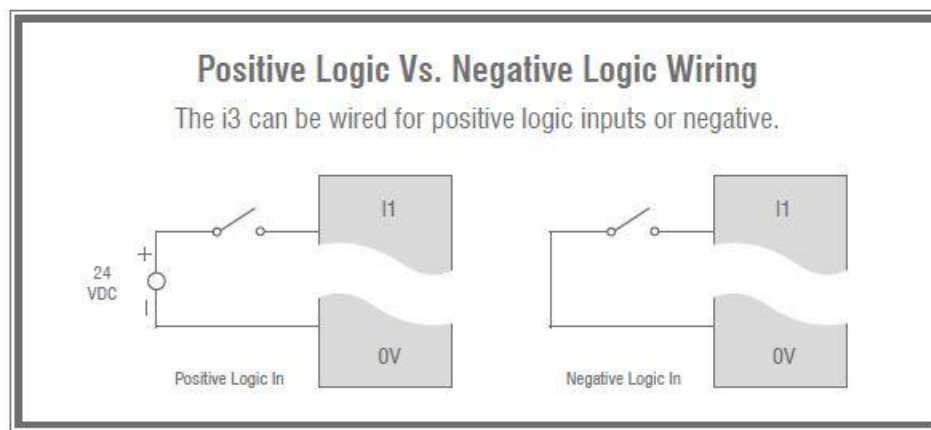 Positive Logic Vs. Negative Logic Wiring
The i3 can be wired for positive logic inputs or negative.
I1
I1
+
24
VDC
–
0V
0V
Positive Logic In
Negative Logic In